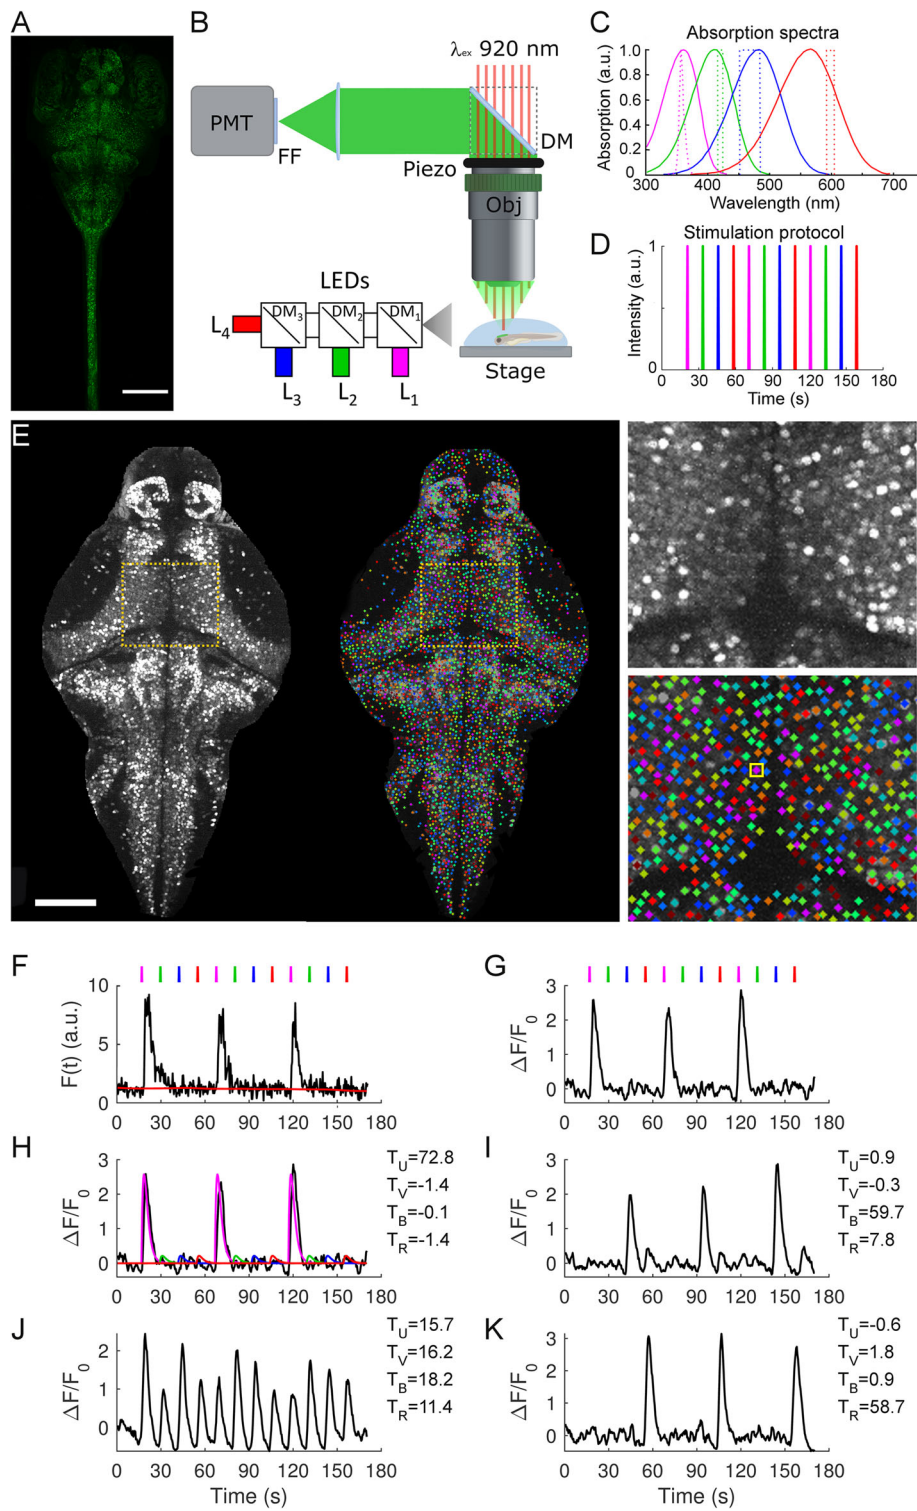 A
B
λex 920 nm
PMT
FF
DM
Piezo
Obj
LEDs
DM3
DM2
DM1
L4
L3
L2
L1
Stage
C
Absorption spectra
Absorption (a.u.)
1.0
0.8
0.6
0.4
0.2
0
300 400 500 600 700
Wavelength (nm)
D
Stimulation protocol
Intensity (a.u.)
1
0
0 30 60 90 120 150 180
Time (s)
E
F
F(t) (a.u.)
10
5
0
0 30 60 90 120 150 180
G
ΔF/F0
3
2
1
0
0 30 60 90 120 150 180
H
ΔF/F0
3
2
1
0
0 30 60 90 120 150 180
TU=72.8
TV=-1.4
TB=-0.1
TR=-1.4
I
ΔF/F0
3
2
1
0
0 30 60 90 120 150 180
TU=0.9
TV=-0.3
TB=59.7
TR=7.8
J
ΔF/F0
2
1
0
0 30 60 90 120 150 180
Time (s)
TU=15.7
TV=16.2
TB=18.2
TR=11.4
K
ΔF/F0
3
2
1
0
0 30 60 90 120 150 180
Time (s)
TU=-0.6
TV=1.8
TB=0.9
TR=58.7